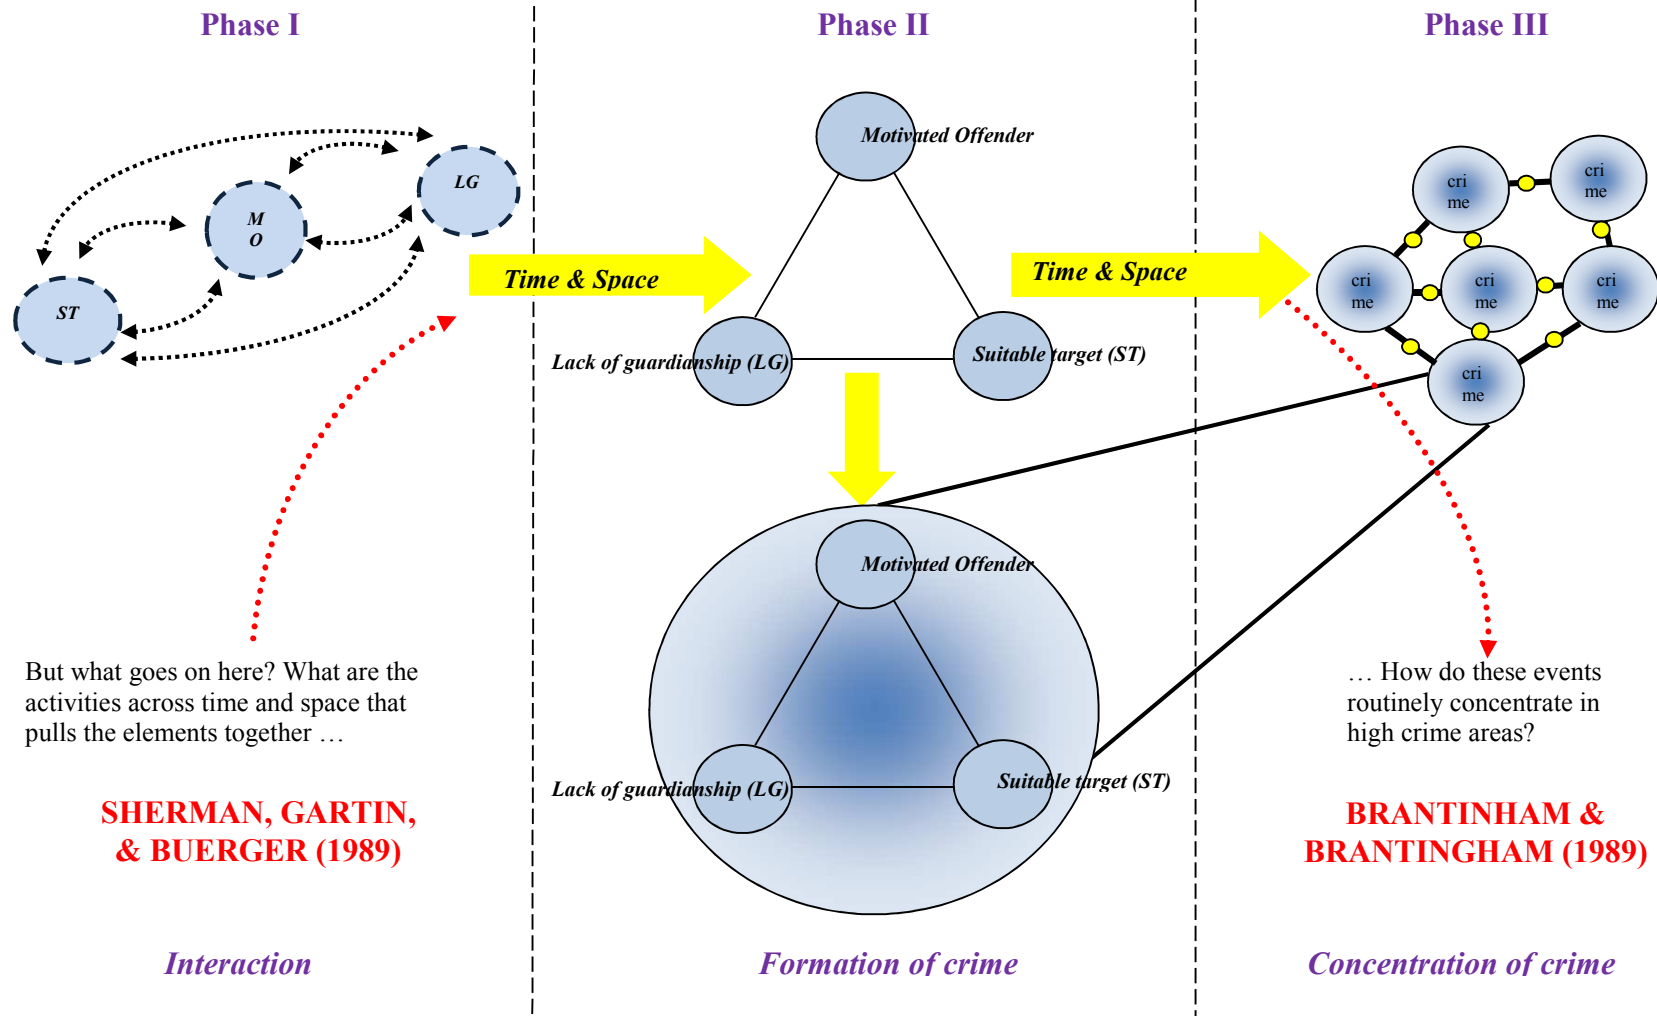 Phase I
Phase II
Phase III
LG
M
O
ST
Time & Space
Motivated Offender
Lack of guardianship (LG)
Suitable target (ST)
Time & Space
cri
me
cri
me
cri
me
cri
me
cri
me
cri
me
Motivated Offender
Lack of guardianship (LG)
Suitable target (ST)
But what goes on here? What are the
activities across time and space that
pulls the elements together …
SHERMAN, GARTIN,
& BUERGER (1989)
… How do these events
routinely concentrate in
high crime areas?
BRANTINHAM &
BRANTINGHAM (1989)
Interaction
Formation of crime
Concentration of crime